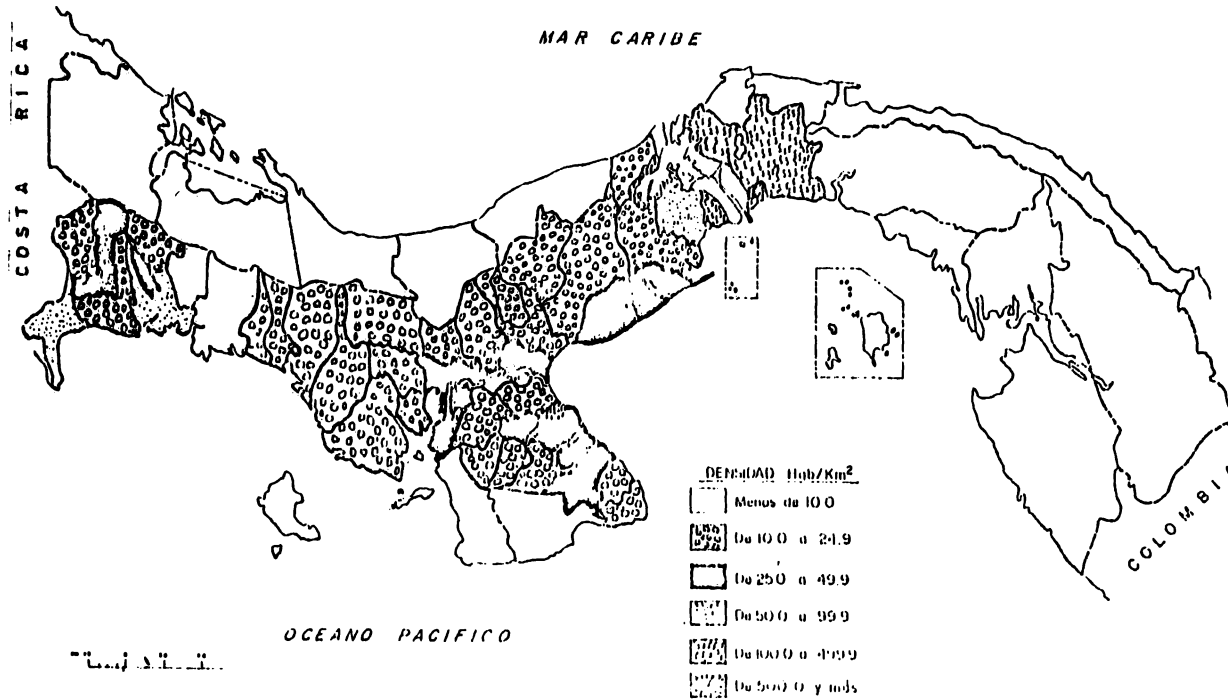 MAR CARIBE
COSTA RICA
DENSIDAD Hab/Km²
Menos de 10.0
De 10.0 a 24.9
De 25.0 a 49.9
De 50.0 a 99.9
De 100.0 a 499.9
De 500.0 y más
COLOMBIA
OCEANO PACIFICO